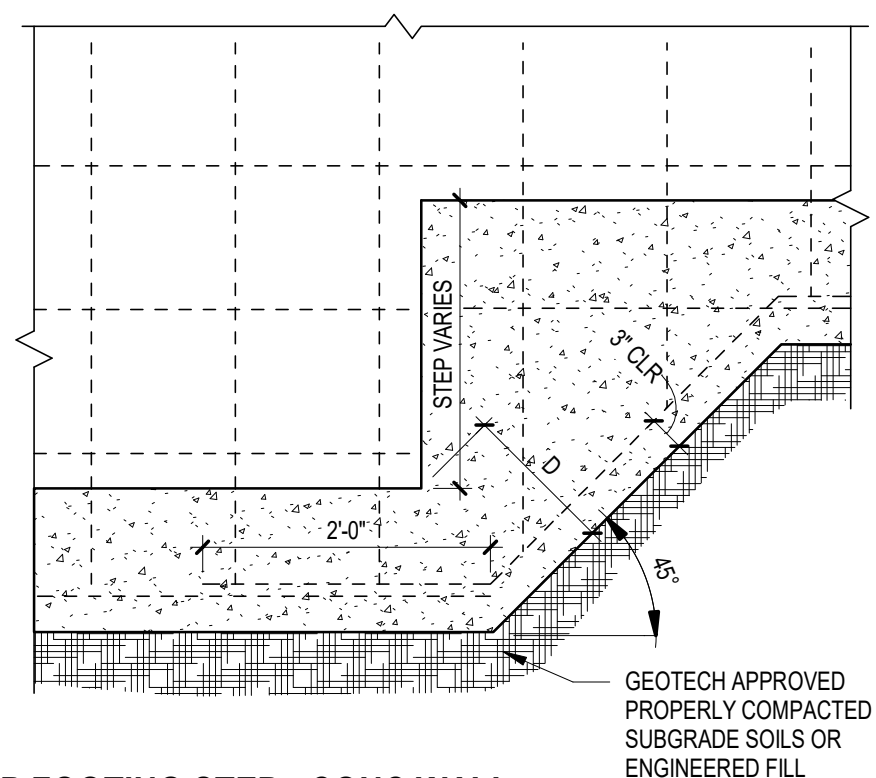 STEP VARIES
3" CLR
D
2'-0"
45°
GEOTECH APPROVED
PROPERLY COMPACTED
SUBGRADE SOILS OR
ENGINEERED FILL